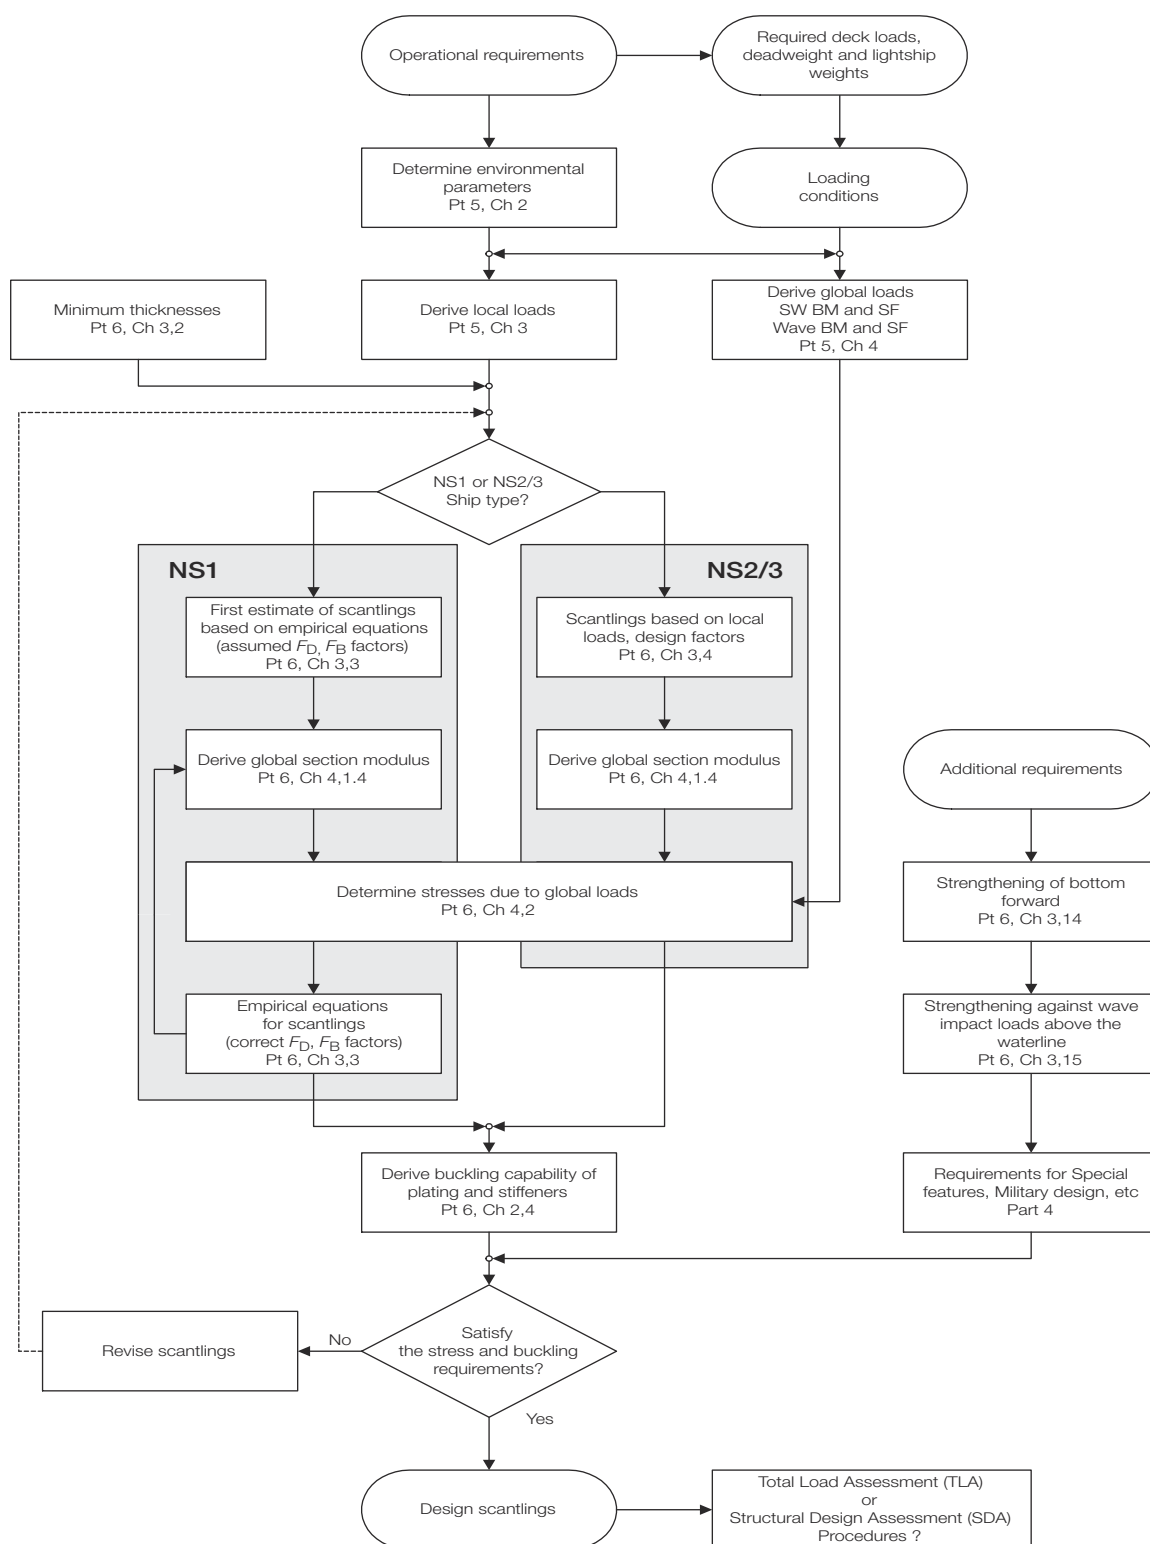 Operational requirements
Required deck loads,
deadweight and lightship
weights
Determine environmental
parameters
Pt 5, Ch 2
Loading
conditions
Minimum thicknesses
Pt 6, Ch 3,2
Derive local loads
Pt 5, Ch 3
Derive global loads
SW BM and SF
Wave BM and SF
Pt 5, Ch 4
NS1 or NS2/3
Ship type?
NS1
NS2/3
First estimate of scantlings
based on empirical equations
(assumed FD, FB factors)
Pt 6, Ch 3,3
Scantlings based on local
loads, design factors
Pt 6, Ch 3,4
Derive global section modulus
Pt 6, Ch 4,1.4
Derive global section modulus
Pt 6, Ch 4,1.4
Additional requirements
Determine stresses due to global loads
Pt 6, Ch 4,2
Strengthening of bottom
forward
Pt 6, Ch 3,14
Empirical equations
for scantlings
(correct FD, FB factors)
Pt 6, Ch 3,3
Strengthening against wave
impact loads above the
waterline
Pt 6, Ch 3,15
Derive buckling capability of
plating and stiffeners
Pt 6, Ch 2,4
Requirements for Special
features, Military design, etc
Part 4
Revise scantlings
No
Satisfy
the stress and buckling
requirements?
Yes
Design scantlings
Total Load Assessment (TLA)
or
Structural Design Assessment (SDA)
Procedures ?